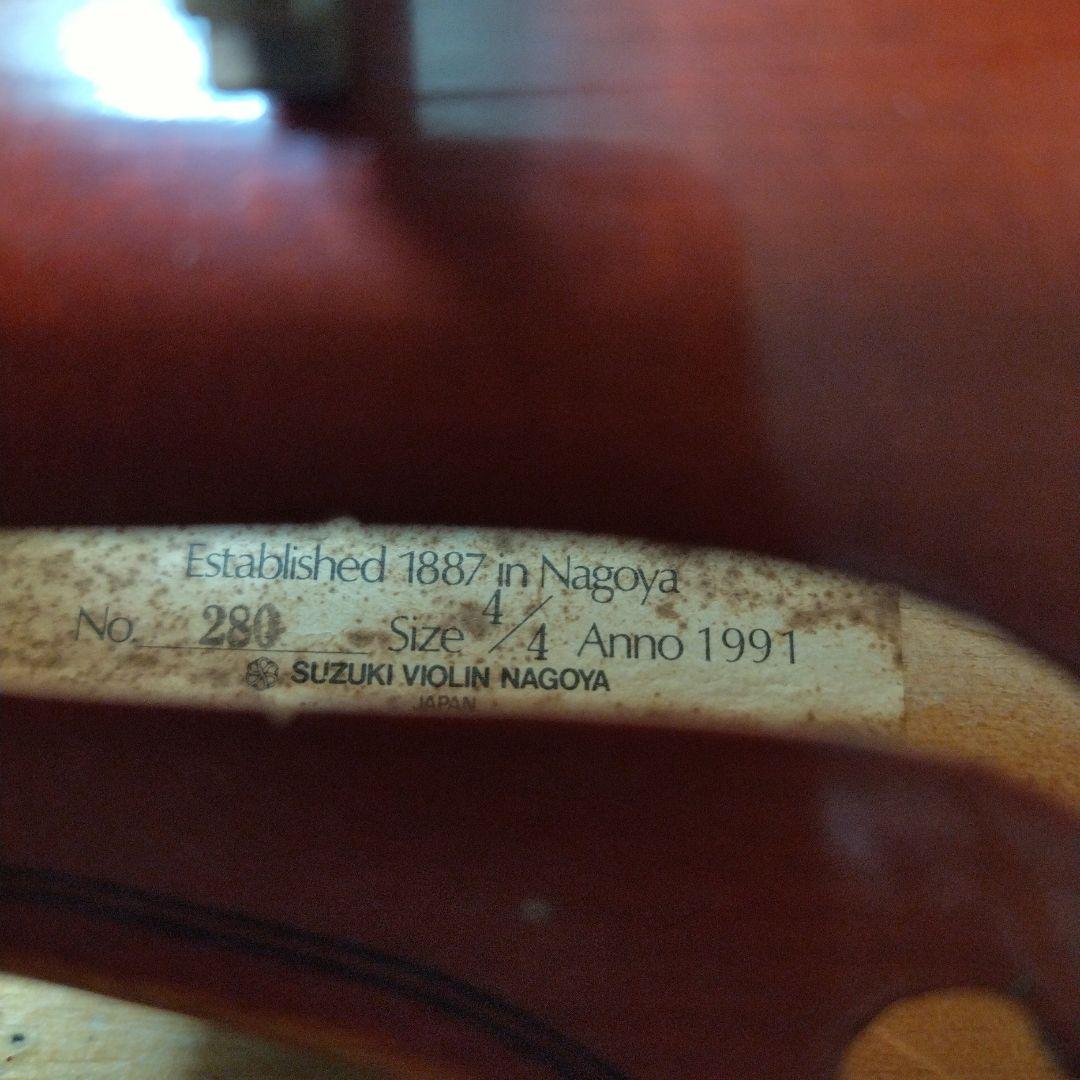 Established 1887 in Nagoya
No. 280 Size 4/4 Anno 1991
SUZUKI VIOLIN NAGOYA
JAPAN